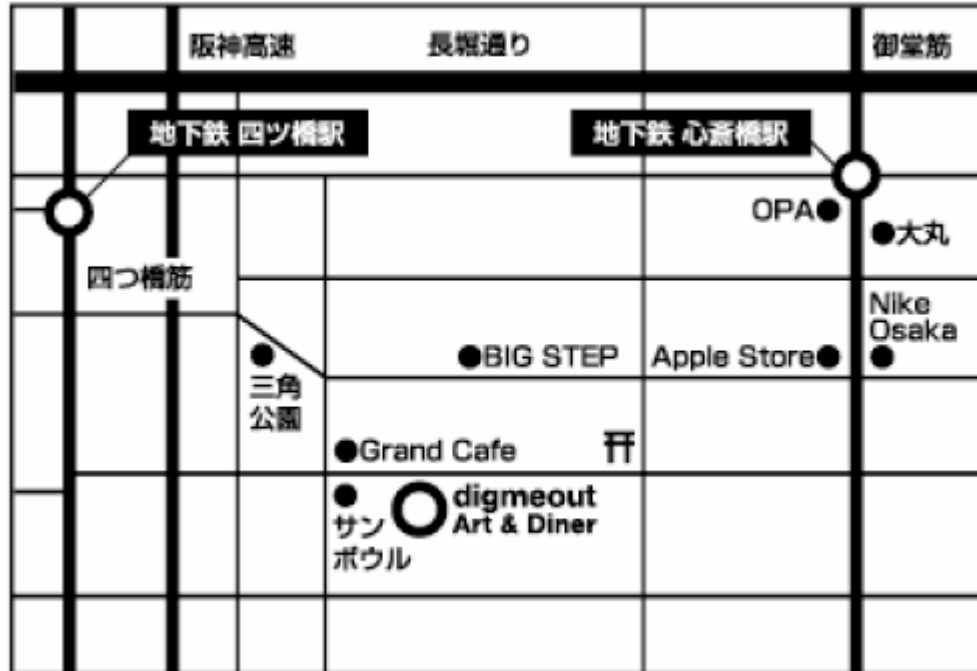 阪神高速
長堀通り
御堂筋
地下鉄 四ツ橋駅
地下鉄 心斎橋駅
OPA
大丸
四つ橋筋
Nike
Osaka
BIG STEP
Apple Store
三角
公園
Grand Cafe
digmeout
Art & Diner
サン
ボウル